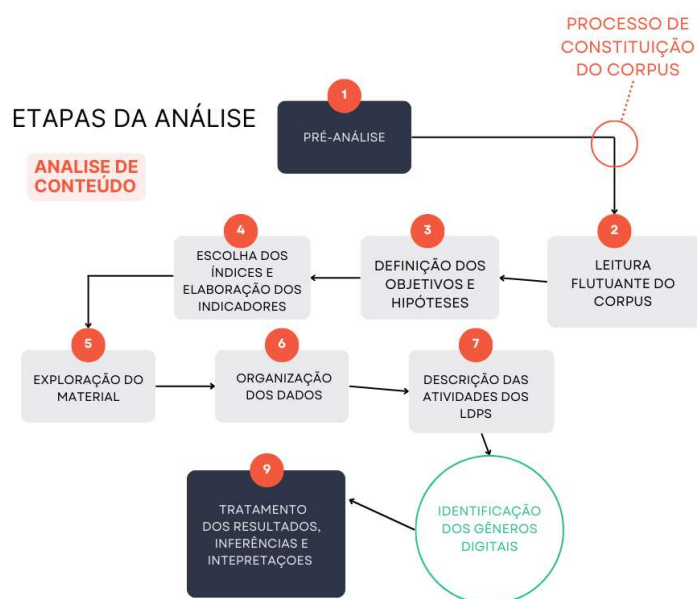 PROCESSO DE
CONSTITUIÇÃO
DO CORPUS
ETAPAS DA ANÁLISE
ANALISE DE
CONTEÚDO
1
PRÉ-ANÁLISE
2
LEITURA
FLUTUANTE DO
CORPUS
3
DEFINIÇÃO DOS
OBJETIVOS E
HIPÓTESES
4
ESCOLHA DOS
ÍNDICES E
ELABORAÇÃO DOS
INDICADORES
5
EXPLORAÇÃO DO
MATERIAL
6
ORGANIZAÇÃO
DOS DADOS
7
DESCRIÇÃO DAS
ATIVIDADES DOS
LDPS
IDENTIFICAÇÃO
DOS GÊNEROS
DIGITAIS
9
TRATAMENTO
DOS RESULTADOS,
INFERÊNCIAS E
INTEPRETAÇOES